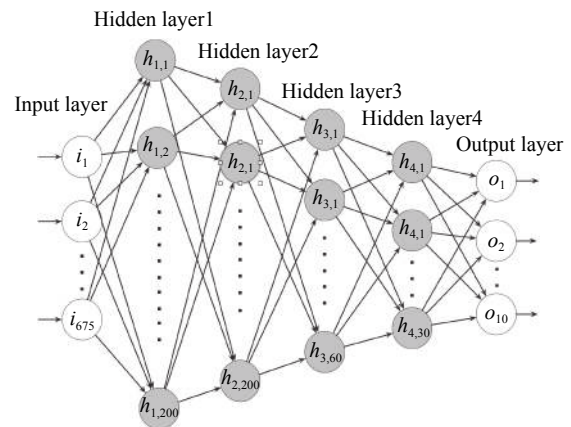 Hidden layer1
Hidden layer2
Hidden layer3
Hidden layer4
Input layer
Output layer
i1
i2
i675
h1,1
h1,2
h1,200
h2,1
h2,1
h2,200
h3,1
h3,1
h3,60
h4,1
h4,1
h4,30
o1
o2
o10